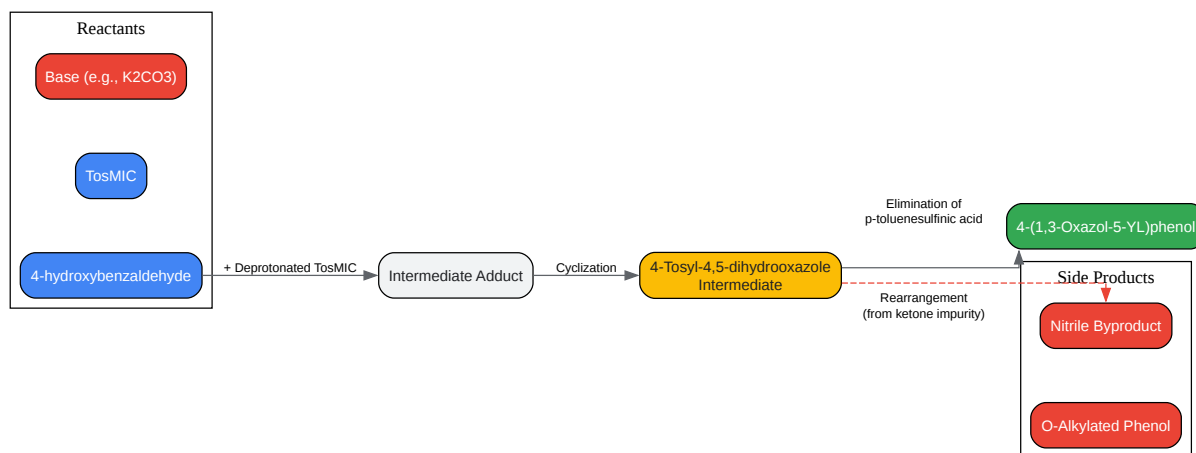 Reactants
Base (e.g., K2CO3)
TosMIC
4-hydroxybenzaldehyde
+ Deprotonated TosMIC
Intermediate Adduct
Cyclization
4-Tosyl-4,5-dihydrooxazole
Intermediate
Elimination of
p-toluenesulfinic acid
4-(1,3-Oxazol-5-YL)phenol
Rearrangement
(from ketone impurity)
Side Products
Nitrile Byproduct
O-Alkylated Phenol